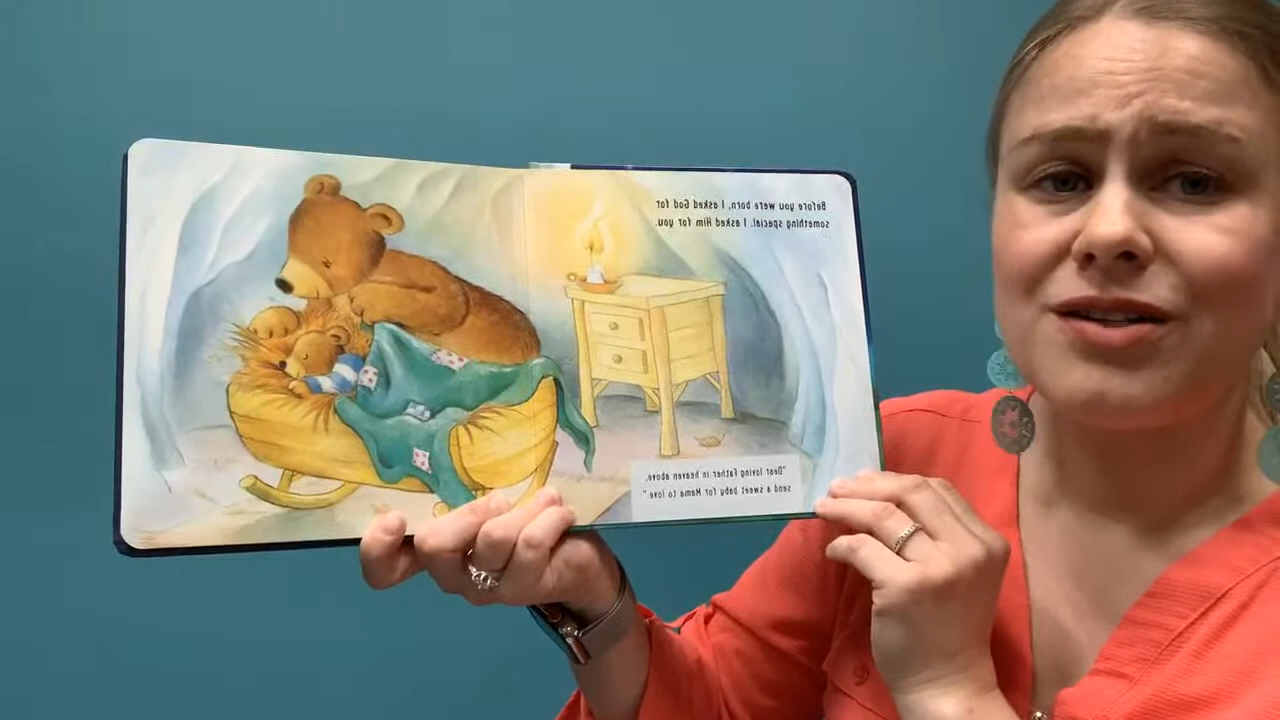 Before you were born, I asked God for
something special. I asked Him for you.
"Dear loving Father in heaven above,
send a sweet baby for Mama to love."